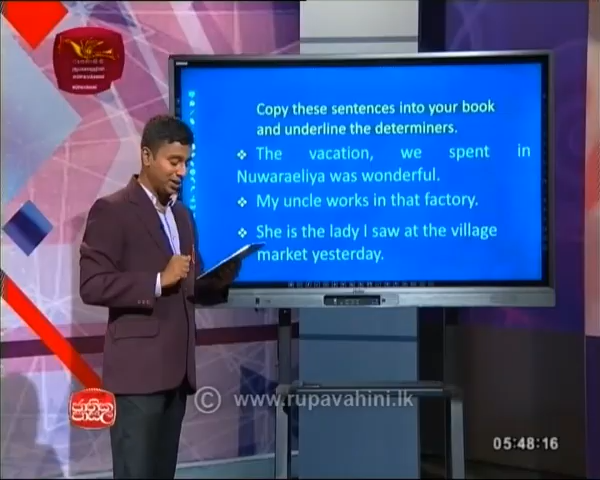 Copy these sentences into your book
and underline the determiners.
❖ The vacation, we spent in
Nuwaraeliya was wonderful.
❖ My uncle works in that factory.
❖ She is the lady I saw at the village
market yesterday.
© www.rupavahini.lk
05:48:16